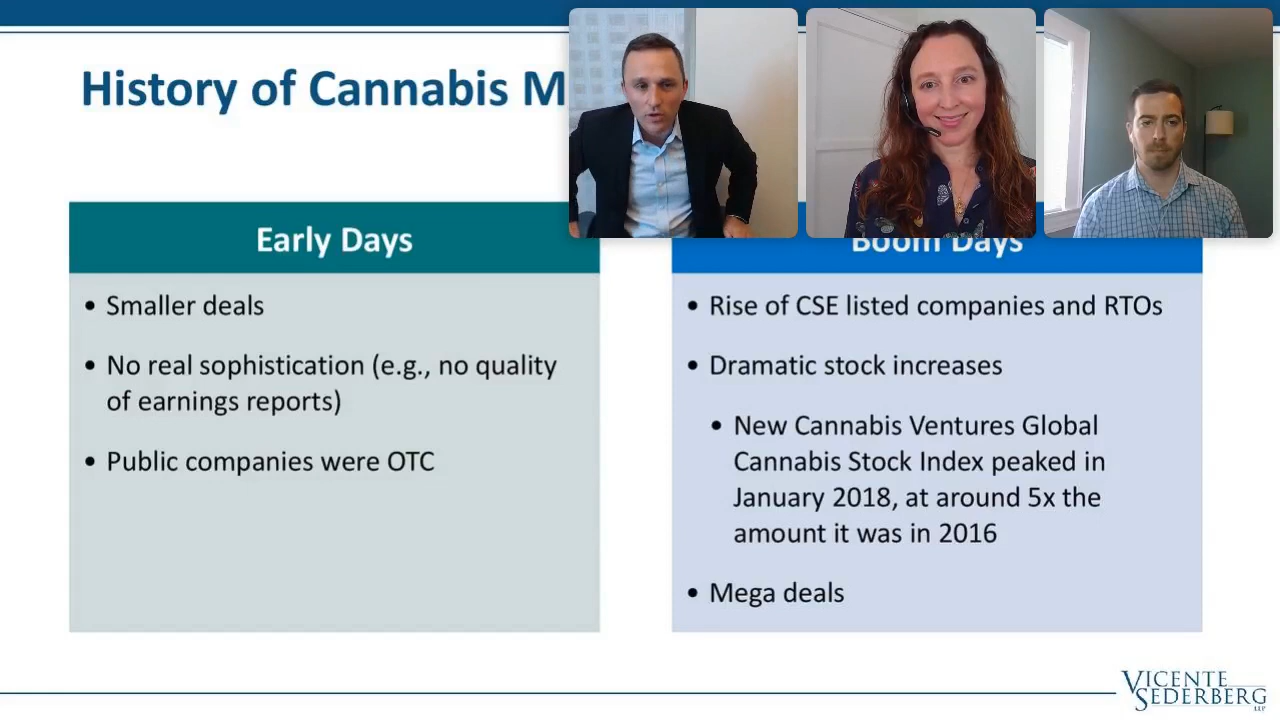 History of Cannabis M
Early Days
• Smaller deals
• No real sophistication (e.g., no quality
of earnings reports)
• Public companies were OTC
Boom Days
• Rise of CSE listed companies and RTOs
• Dramatic stock increases
• New Cannabis Ventures Global
Cannabis Stock Index peaked in
January 2018, at around 5x the
amount it was in 2016
• Mega deals
VICENTE
SEDERBERG
LLP